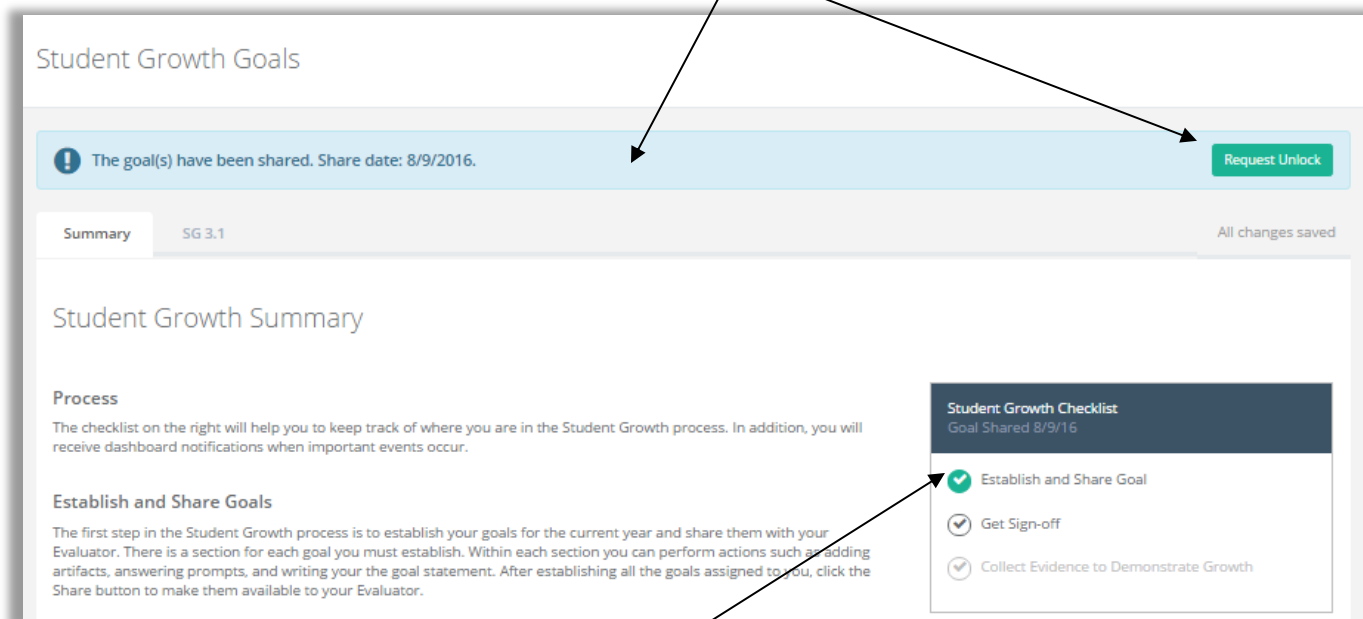 Student Growth Goals
The goal(s) have been shared. Share date: 8/9/2016.
Request Unlock
Summary
SG 3.1
All changes saved
Student Growth Summary
Process
The checklist on the right will help you to keep track of where you are in the Student Growth process. In addition, you will
receive dashboard notifications when important events occur.
Establish and Share Goals
The first step in the Student Growth process is to establish your goals for the current year and share them with your
Evaluator. There is a section for each goal you must establish. Within each section you can perform actions such as adding
artifacts, answering prompts, and writing your the goal statement. After establishing all the goals assigned to you, click the
Share button to make them available to your Evaluator.
Student Growth Checklist
Goal Shared 8/9/16
Establish and Share Goal
Get Sign-off
Collect Evidence to Demonstrate Growth